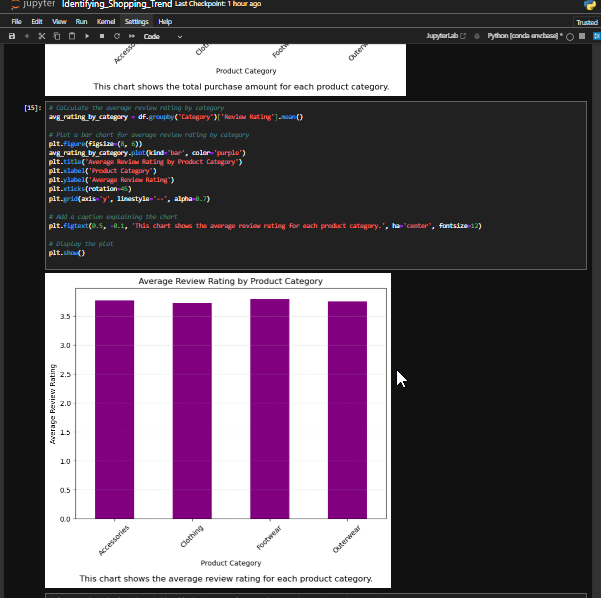 jupyter Identifying_Shopping_Trend Last Checkpoint: 1 hour ago
File Edit View Run Kernel Settings Help Trusted
Code JupyterLab Python [conda env:base] *
Product Category
This chart shows the total purchase amount for each product category.
[15]:
# Calculate the average review rating by category
avg_rating_by_category = df.groupby('Category')['Review Rating'].mean()
# Plot a bar chart for average review rating by category
plt.figure(figsize=(8, 6))
avg_rating_by_category.plot(kind='bar', color='purple')
plt.title('Average Review Rating by Product Category')
plt.xlabel('Product Category')
plt.ylabel('Average Review Rating')
plt.xticks(rotation=45)
plt.grid(axis='y', linestyle='--', alpha=0.7)
# Add a caption explaining the chart
plt.figtext(0.5, -0.1, 'This chart shows the average review rating for each product category.', ha='center', fontsize=12)
# Display the plot
plt.show()
Average Review Rating by Product Category
Average Review Rating
3.5
3.0
2.5
2.0
1.5
1.0
0.5
0.0
Accessories Clothing Footwear Outerwear
Product Category
This chart shows the average review rating for each product category.